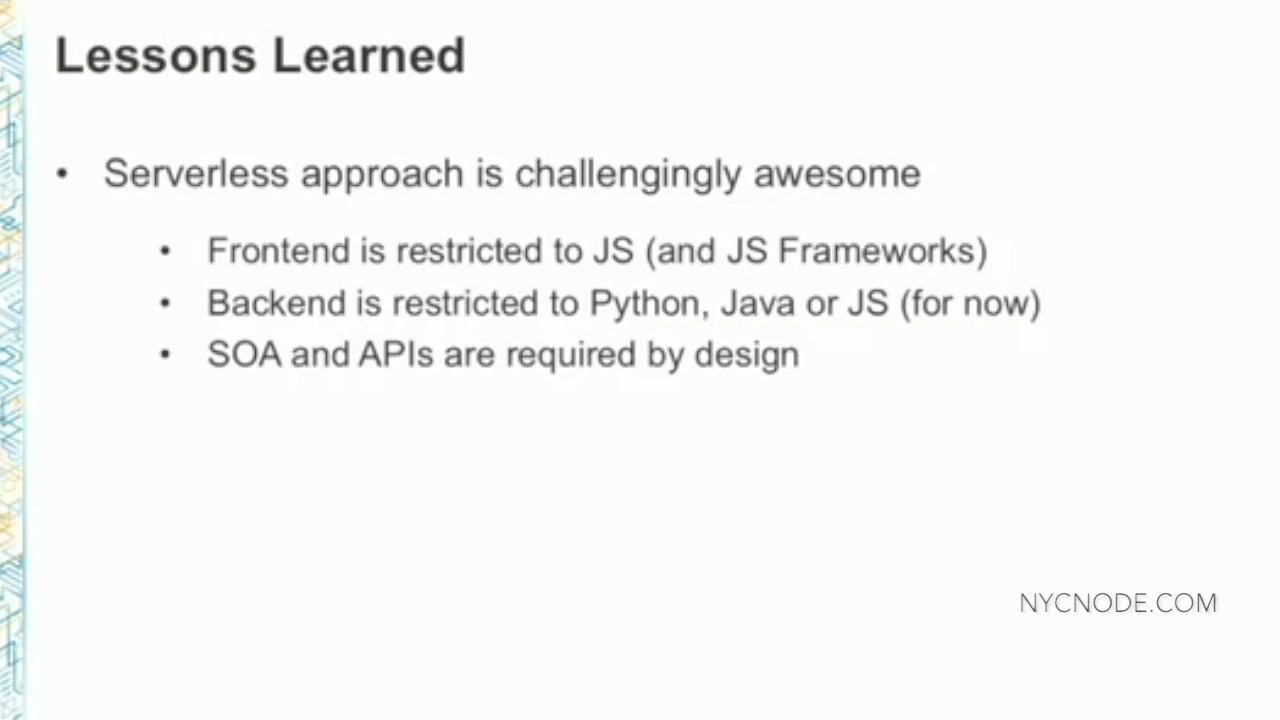 Lessons Learned
• Serverless approach is challengingly awesome
• Frontend is restricted to JS (and JS Frameworks)
• Backend is restricted to Python, Java or JS (for now)
• SOA and APIs are required by design
NYCNODE.COM